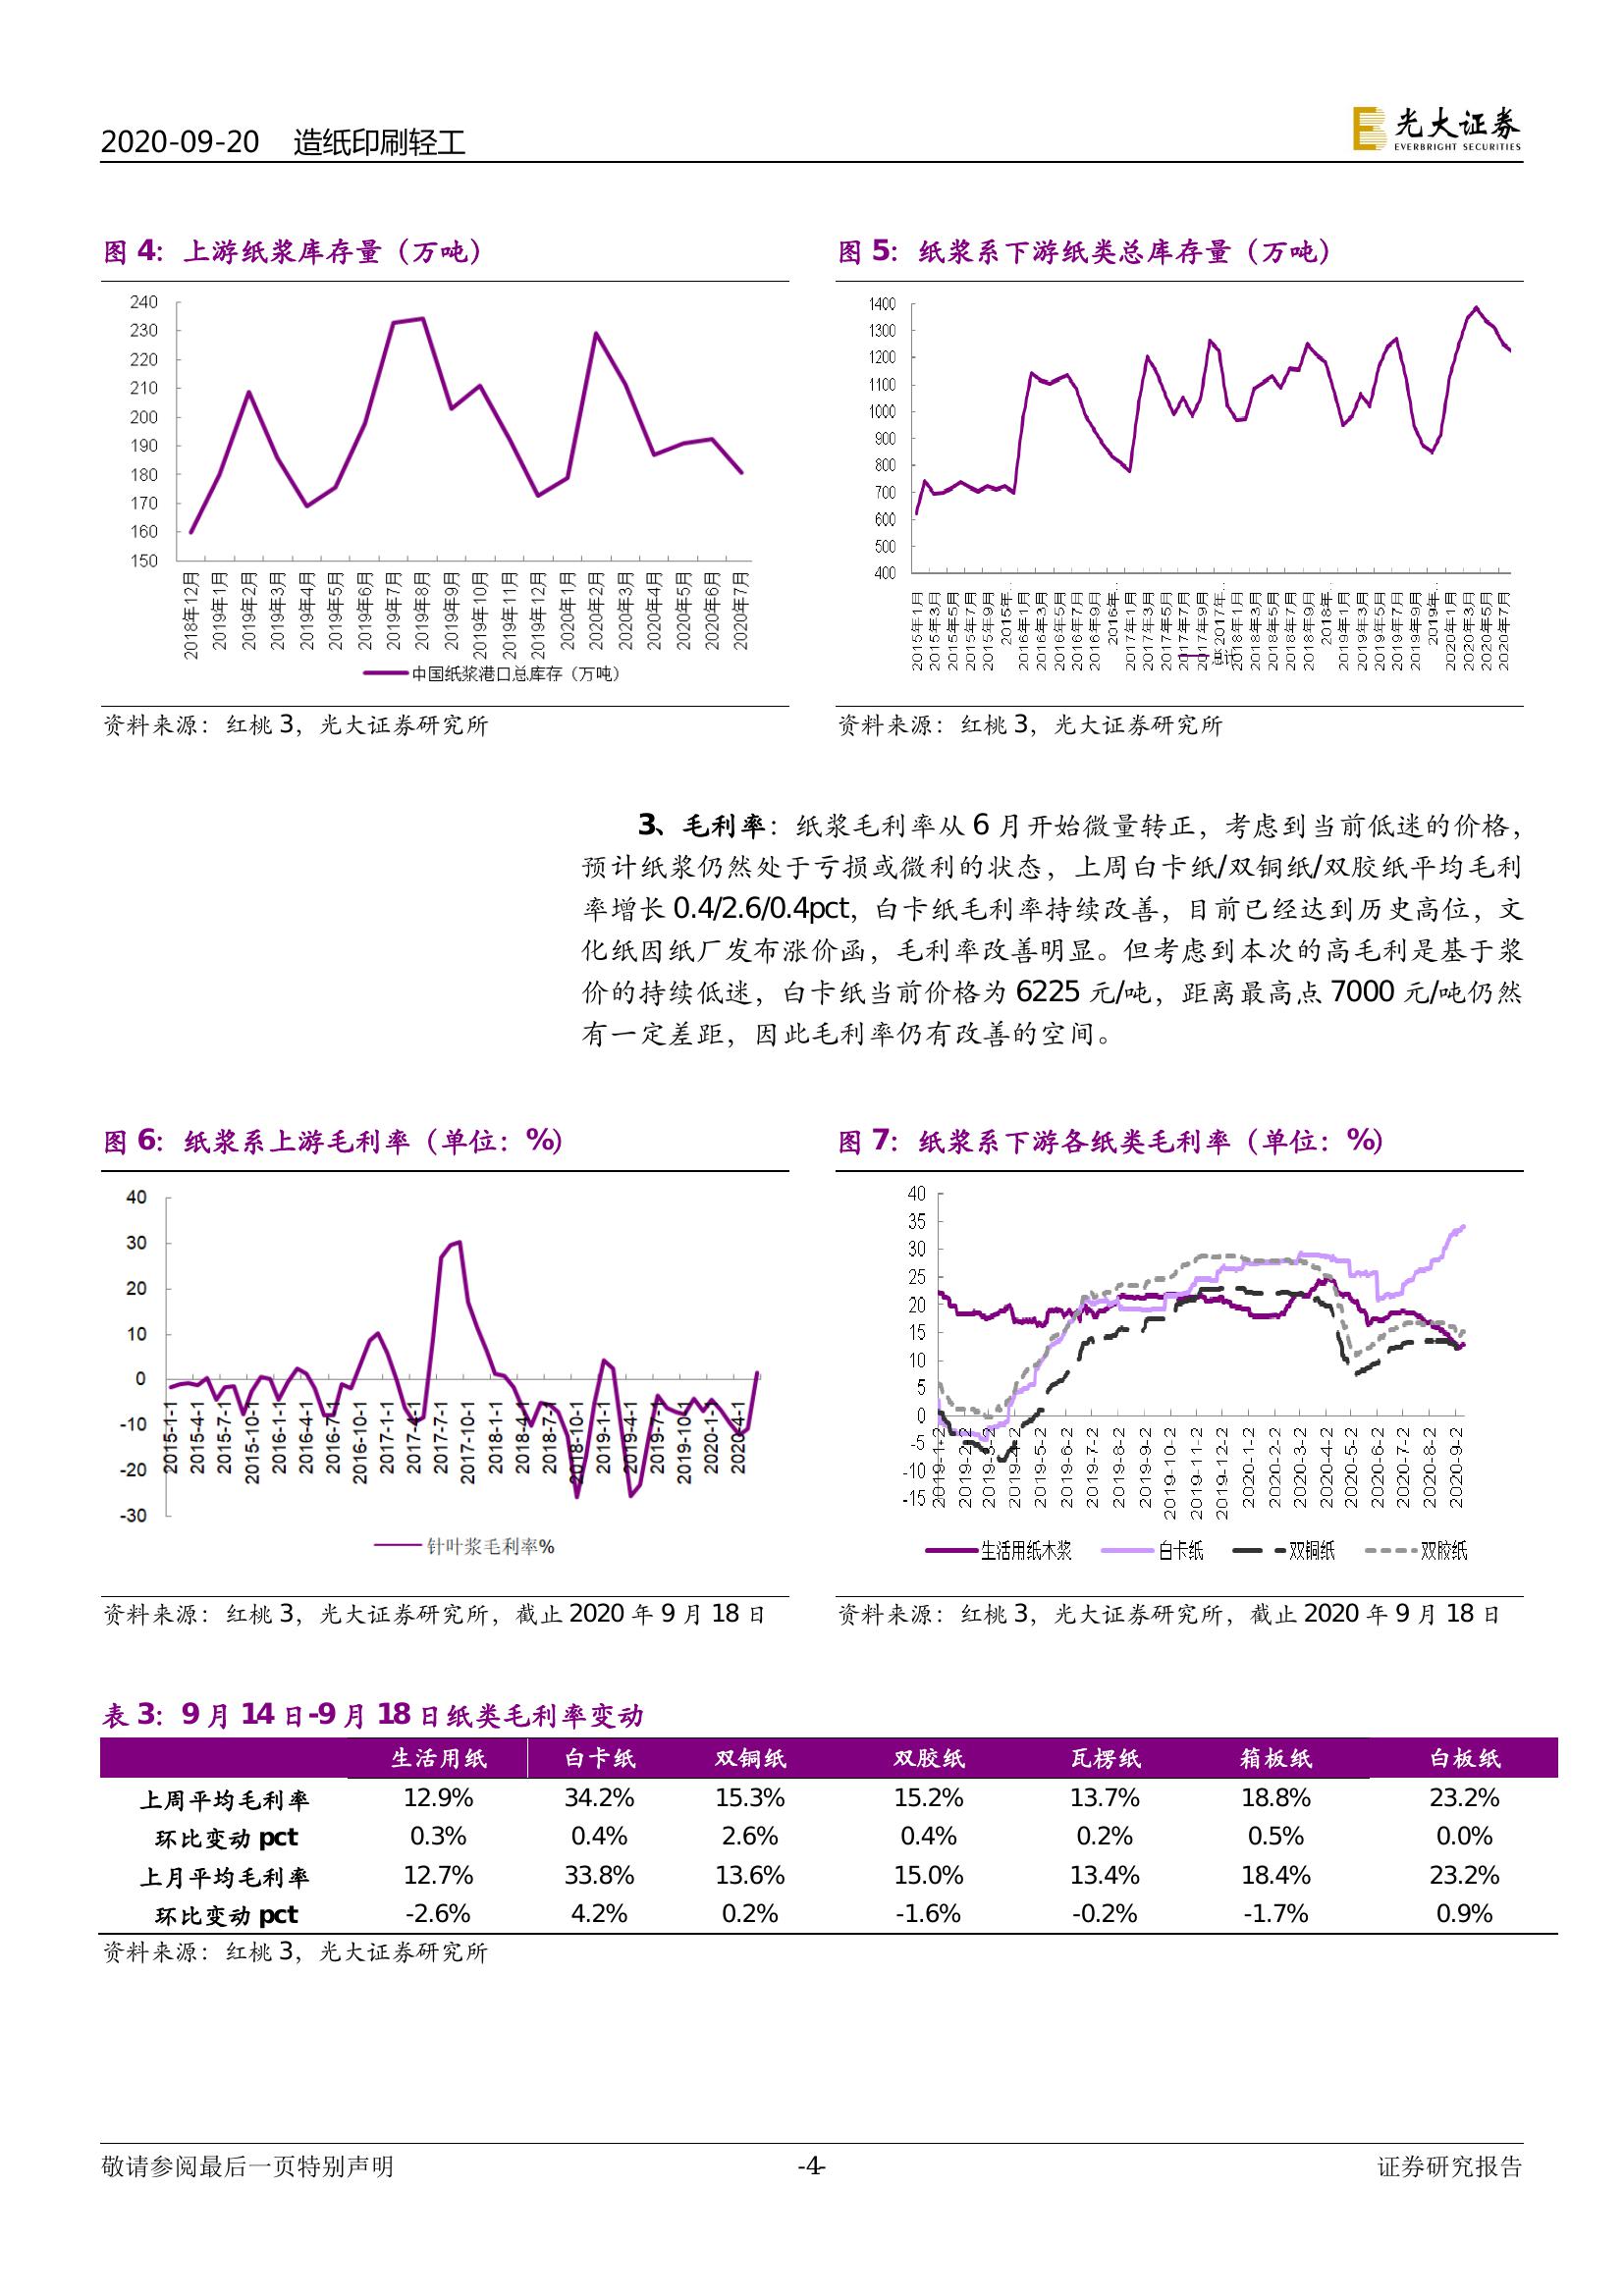 2020-09-20 造纸印刷轻工
光大证券
EVERBRIGHT SECURITIES
图 4：上游纸浆库存量（万吨）
240
230
220
210
200
190
180
170
160
150
2018年12月
2019年1月
2019年2月
2019年3月
2019年4月
2019年5月
2019年6月
2019年7月
2019年8月
2019年9月
2019年10月
2019年11月
2019年12月
2020年1月
2020年2月
2020年3月
2020年4月
2020年5月
2020年6月
2020年7月
中国纸浆港口总库存（万吨）
资料来源：红桃 3，光大证券研究所
图 5：纸浆系下游纸类总库存量（万吨）
1400
1300
1200
1100
1000
900
800
700
600
500
400
2015年1月
2015年3月
2015年5月
2015年7月
2015年9月
2015年..
2016年1月
2016年3月
2016年5月
2016年7月
2016年9月
2016年..
2017年1月
2017年3月
2017年5月
2017年7月
2017年9月
2017年..
2018年1月
2018年3月
2018年5月
2018年7月
2018年9月
2018年..
2019年1月
2019年3月
2019年5月
2019年7月
2019年9月
2019年..
2020年1月
2020年3月
2020年5月
2020年7月
总计
资料来源：红桃 3，光大证券研究所
3、毛利率：纸浆毛利率从 6 月开始微量转正，考虑到当前低迷的价格，
预计纸浆仍然处于亏损或微利的状态，上周白卡纸/双铜纸/双胶纸平均毛利
率增长 0.4/2.6/0.4pct，白卡纸毛利率持续改善，目前已经达到历史高位，文
化纸因纸厂发布涨价函，毛利率改善明显。但考虑到本次的高毛利是基于浆
价的持续低迷，白卡纸当前价格为 6225 元/吨，距离最高点 7000 元/吨仍然
有一定差距，因此毛利率仍有改善的空间。
图 6：纸浆系上游毛利率（单位：%）
40
30
20
10
0
-10
-20
-30
2015-1-1
2015-4-1
2015-7-1
2015-10-1
2016-1-1
2016-4-1
2016-7-1
2016-10-1
2017-1-1
2017-4-1
2017-7-1
2017-10-1
2018-1-1
2018-4-1
2018-7-1
2018-10-1
2019-1-1
2019-4-1
2019-7-1
2019-10-1
2020-1-1
2020-4-1
针叶浆毛利率%
资料来源：红桃 3，光大证券研究所，截止 2020 年 9 月 18 日
图 7：纸浆系下游各纸类毛利率（单位：%）
40
35
30
25
20
15
10
5
0
-5
-10
-15
2019-1-2
2019-2-2
2019-3-2
2019-4-2
2019-5-2
2019-6-2
2019-7-2
2019-8-2
2019-9-2
2019-10-2
2019-11-2
2019-12-2
2020-1-2
2020-2-2
2020-3-2
2020-4-2
2020-5-2
2020-6-2
2020-7-2
2020-8-2
2020-9-2
生活用纸木浆 白卡纸 双铜纸 双胶纸
资料来源：红桃 3，光大证券研究所，截止 2020 年 9 月 18 日
表 3：9 月 14 日-9 月 18 日纸类毛利率变动
生活用纸 白卡纸 双铜纸 双胶纸 瓦楞纸 箱板纸 白板纸
上周平均毛利率 12.9% 34.2% 15.3% 15.2% 13.7% 18.8% 23.2%
环比变动 pct 0.3% 0.4% 2.6% 0.4% 0.2% 0.5% 0.0%
上月平均毛利率 12.7% 33.8% 13.6% 15.0% 13.4% 18.4% 23.2%
环比变动 pct -2.6% 4.2% 0.2% -1.6% -0.2% -1.7% 0.9%
资料来源：红桃 3，光大证券研究所
敬请参阅最后一页特别声明 -4- 证券研究报告